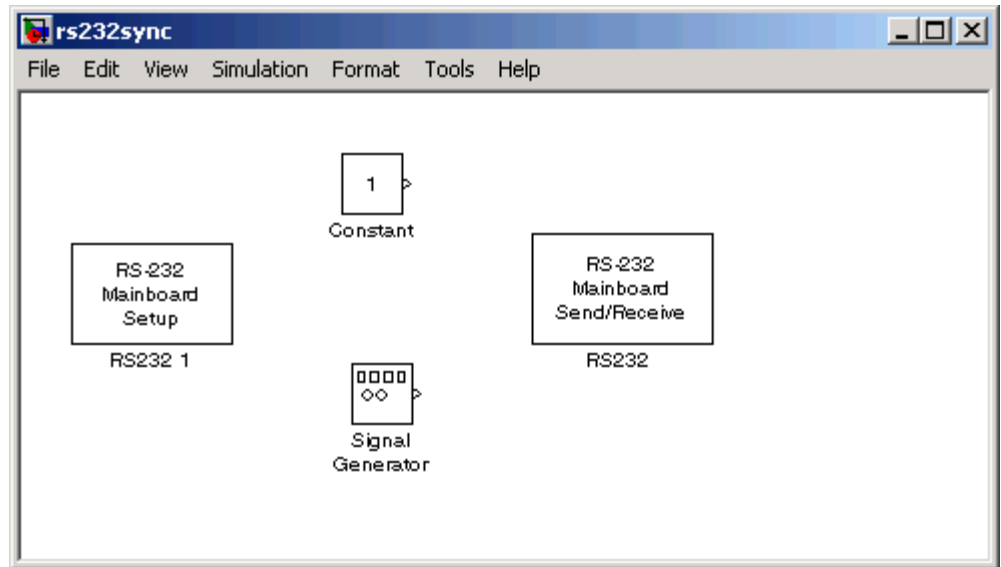 rs232sync
File Edit View Simulation Format Tools Help
1
Constant
RS-232
Mainboard
Setup
RS232 1
RS-232
Mainboard
Send/Receive
RS232
Signal
Generator